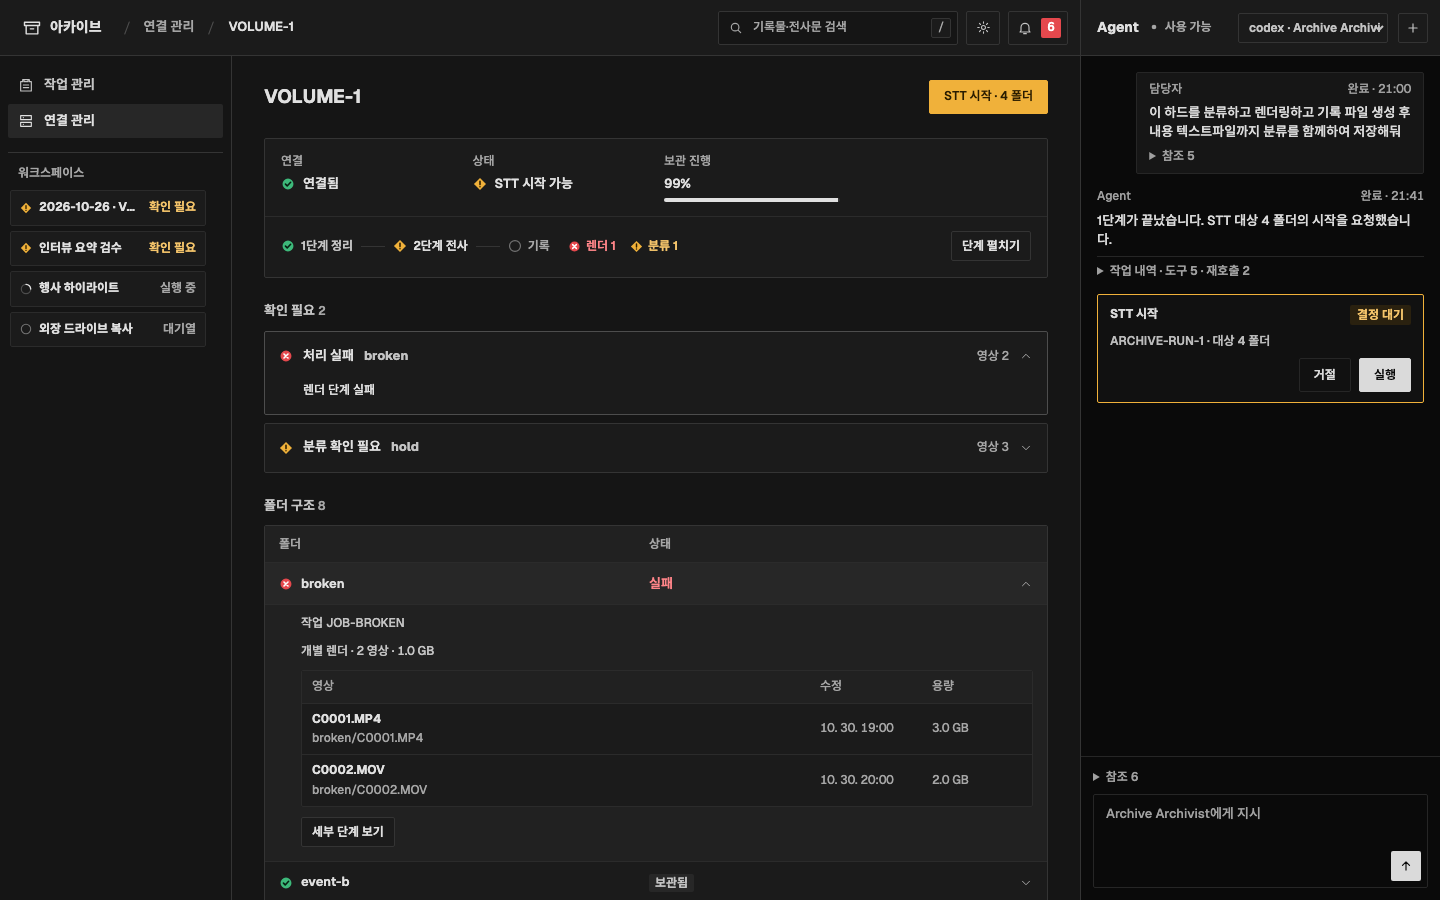 아카이브 / 연결 관리 / VOLUME-1
기록물·전사문 검색 /
6
Agent • 사용 가능
+
작업 관리
연결 관리
워크스페이스
2026-10-26 · V... 확인 필요
인터뷰 요약 검수 확인 필요
행사 하이라이트 실행 중
외장 드라이브 복사 대기열
VOLUME-1
STT 시작 · 4 폴더
연결 상태 보관 진행
연결됨 STT 시작 가능 99%
1단계 정리 2단계 전사 기록 렌더 1 분류 1 단계 펼치기
확인 필요 2
처리 실패 broken 영상 2
렌더 단계 실패
분류 확인 필요 hold 영상 3
폴더 구조 8
폴더 상태
broken 실패
작업 JOB-BROKEN
개별 렌더 · 2 영상 · 1.0 GB
영상 수정 용량
C0001.MP4
broken/C0001.MP4 10. 30. 19:00 3.0 GB
C0002.MOV
broken/C0002.MOV 10. 30. 20:00 2.0 GB
세부 단계 보기
event-b 보관됨
codex · Archive
담당자 완료 · 21:00
이 하드를 분류하고 렌더링하고 기록 파일 생성 후
내용 텍스트파일까지 분류를 함께하여 저장해둬
참조 5
Agent 완료 · 21:41
1단계가 끝났습니다. STT 대상 4 폴더의 시작을 요청했습니
다.
작업 내역 · 도구 5 · 재호출 2
STT 시작 결정 대기
ARCHIVE-RUN-1 · 대상 4 폴더
거절 실행
참조 6
Archive Archivist에게 지시